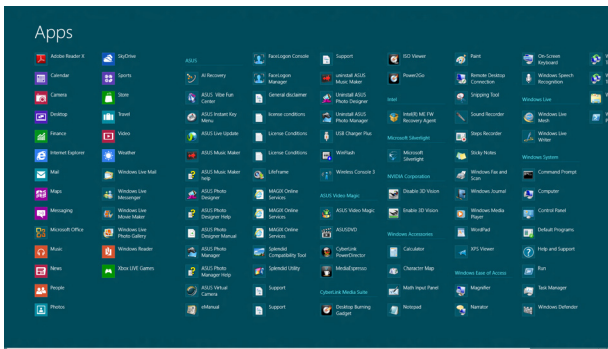 Apps
Adobe Reader X
Calendar
Camera
Desktop
Finance
Internet Explorer
Mail
Maps
Messaging
Microsoft Office
Music
News
People
Photos
SkyDrive
Sports
Store
Travel
Video
Weather
Windows Live Mail
Windows Live
Messenger
Windows Live
Movie Maker
Windows Live
Photo Gallery
Windows Reader
Xbox LIVE Games
ASUS
AI Recovery
ASUS Vibe Fun
Center
ASUS Instant Key
Menu
ASUS Live Update
ASUS Music Maker
ASUS Music Maker
help
ASUS Photo
Designer
ASUS Photo
Designer Help
ASUS Photo
Designer Manual
ASUS Photo
Manager
ASUS Photo
Manager Help
ASUS Virtual
Camera
eManual
FaceLogon Console
FaceLogon
Manager
General disclaimer
license conditions
License Conditions
License Conditions
LifeFrame
MAGIX Online
Services
MAGIX Online
Services
MAGIX Online
Services
Splendid
Compatibility Tool
Splendid Utility
Support
Support
Support
uninstall ASUS
Music Maker
Uninstall ASUS
Photo Designer
Uninstall ASUS
Photo Manager
USB Charger Plus
WinFlash
Wireless Console 3
ASUS Video Magic
ASUS Video Magic
ASUSDVD
CyberLink
PowerDirector
MediaEspresso
CyberLink Media Suite
Desktop Burning
Gadget
ISO Viewer
Power2Go
Intel
Intel(R) ME FW
Recovery Agent
Microsoft Silverlight
Microsoft
Silverlight
NVIDIA Corporation
Disable 3D Vision
Enable 3D Vision
Windows Accessories
Calculator
Character Map
Math Input Panel
Notepad
Paint
Remote Desktop
Connection
Snipping Tool
Sound Recorder
Steps Recorder
Sticky Notes
Windows Fax and
Scan
Windows Journal
Windows Media
Player
WordPad
XPS Viewer
Windows Ease of Access
Magnifier
Narrator
On-Screen
Keyboard
Windows Speech
Recognition
Windows Live
Windows Live
Mesh
Windows Live
Writer
Windows System
Command Prompt
Computer
Control Panel
Default Programs
Help and Support
Run
Task Manager
Windows Defender